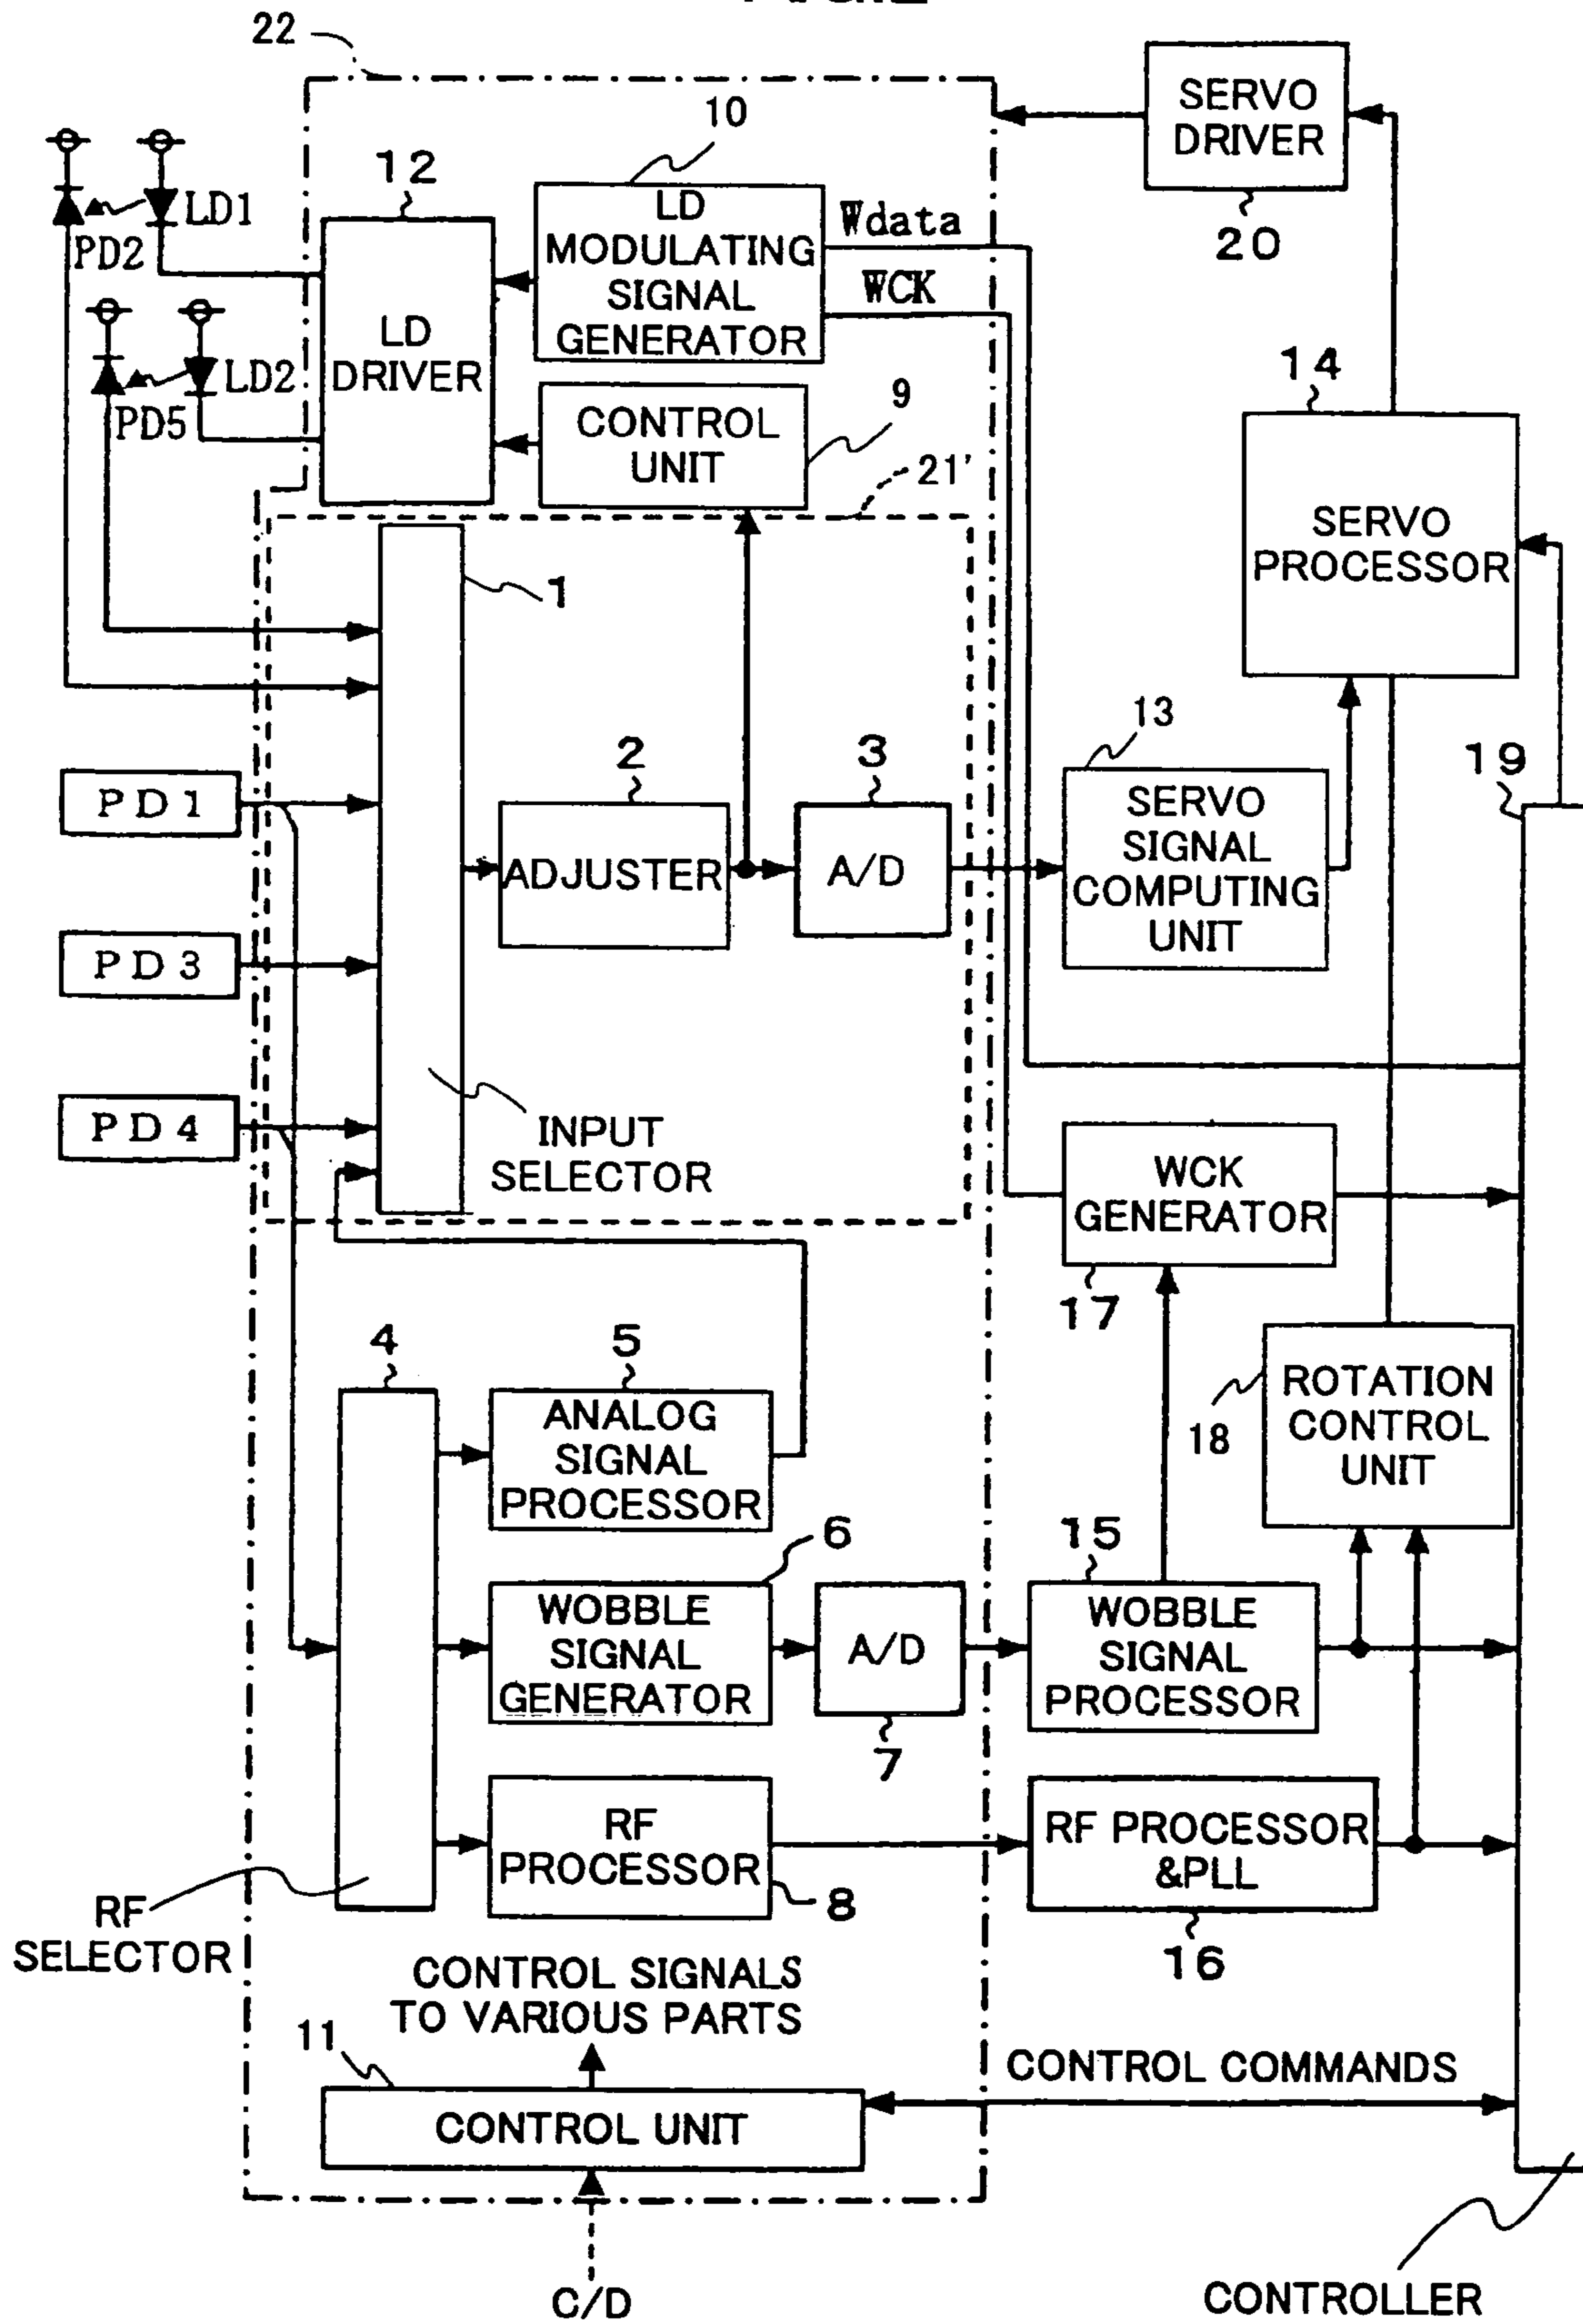 22
SERVO
DRIVER
20
10
12
LD
MODULATING
SIGNAL
GENERATOR
Wdata
WCK
LD1
PD2
LD
DRIVER
LD2
PD5
14
CONTROL
UNIT
9
21'
SERVO
PROCESSOR
1
13
2
3
19
PD1
ADJUSTER
A/D
SERVO
SIGNAL
COMPUTING
UNIT
PD3
PD4
INPUT
SELECTOR
WCK
GENERATOR
17
4
5
ANALOG
SIGNAL
PROCESSOR
18
ROTATION
CONTROL
UNIT
6
15
WOBBLE
SIGNAL
GENERATOR
A/D
7
WOBBLE
SIGNAL
PROCESSOR
RF
PROCESSOR
8
RF PROCESSOR
&PLL
16
RF
SELECTOR
CONTROL SIGNALS
TO VARIOUS PARTS
11
CONTROL UNIT
CONTROL COMMANDS
C/D
CONTROLLER